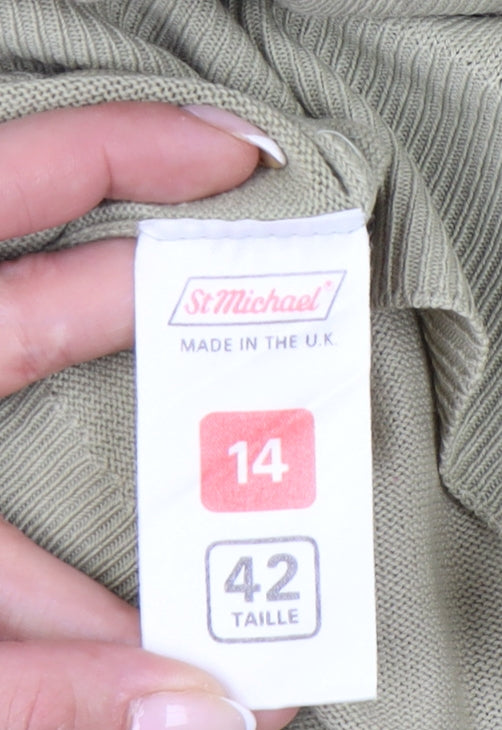 St Michael®
MADE IN THE U.K.
14
42
TAILLE